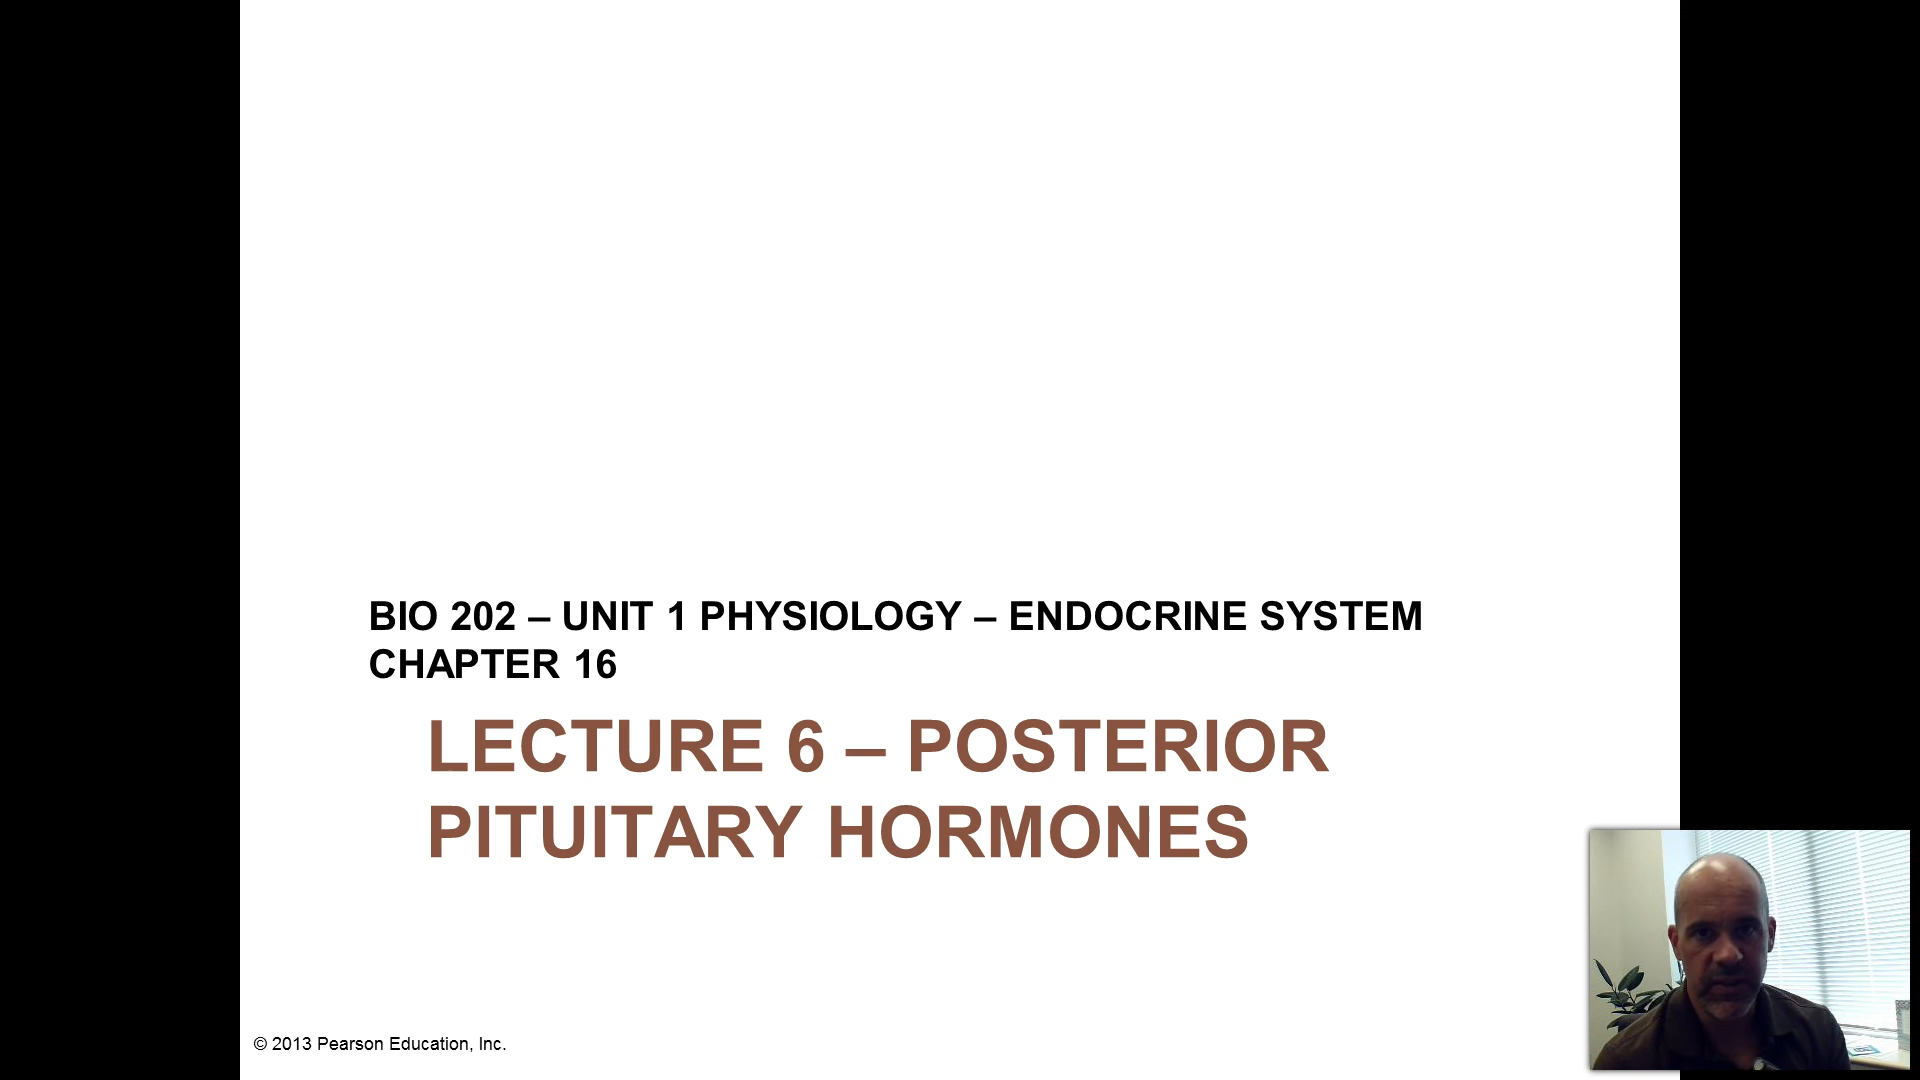 BIO 202 – UNIT 1 PHYSIOLOGY – ENDOCRINE SYSTEM
CHAPTER 16
LECTURE 6 – POSTERIOR
PITUITARY HORMONES
© 2013 Pearson Education, Inc.